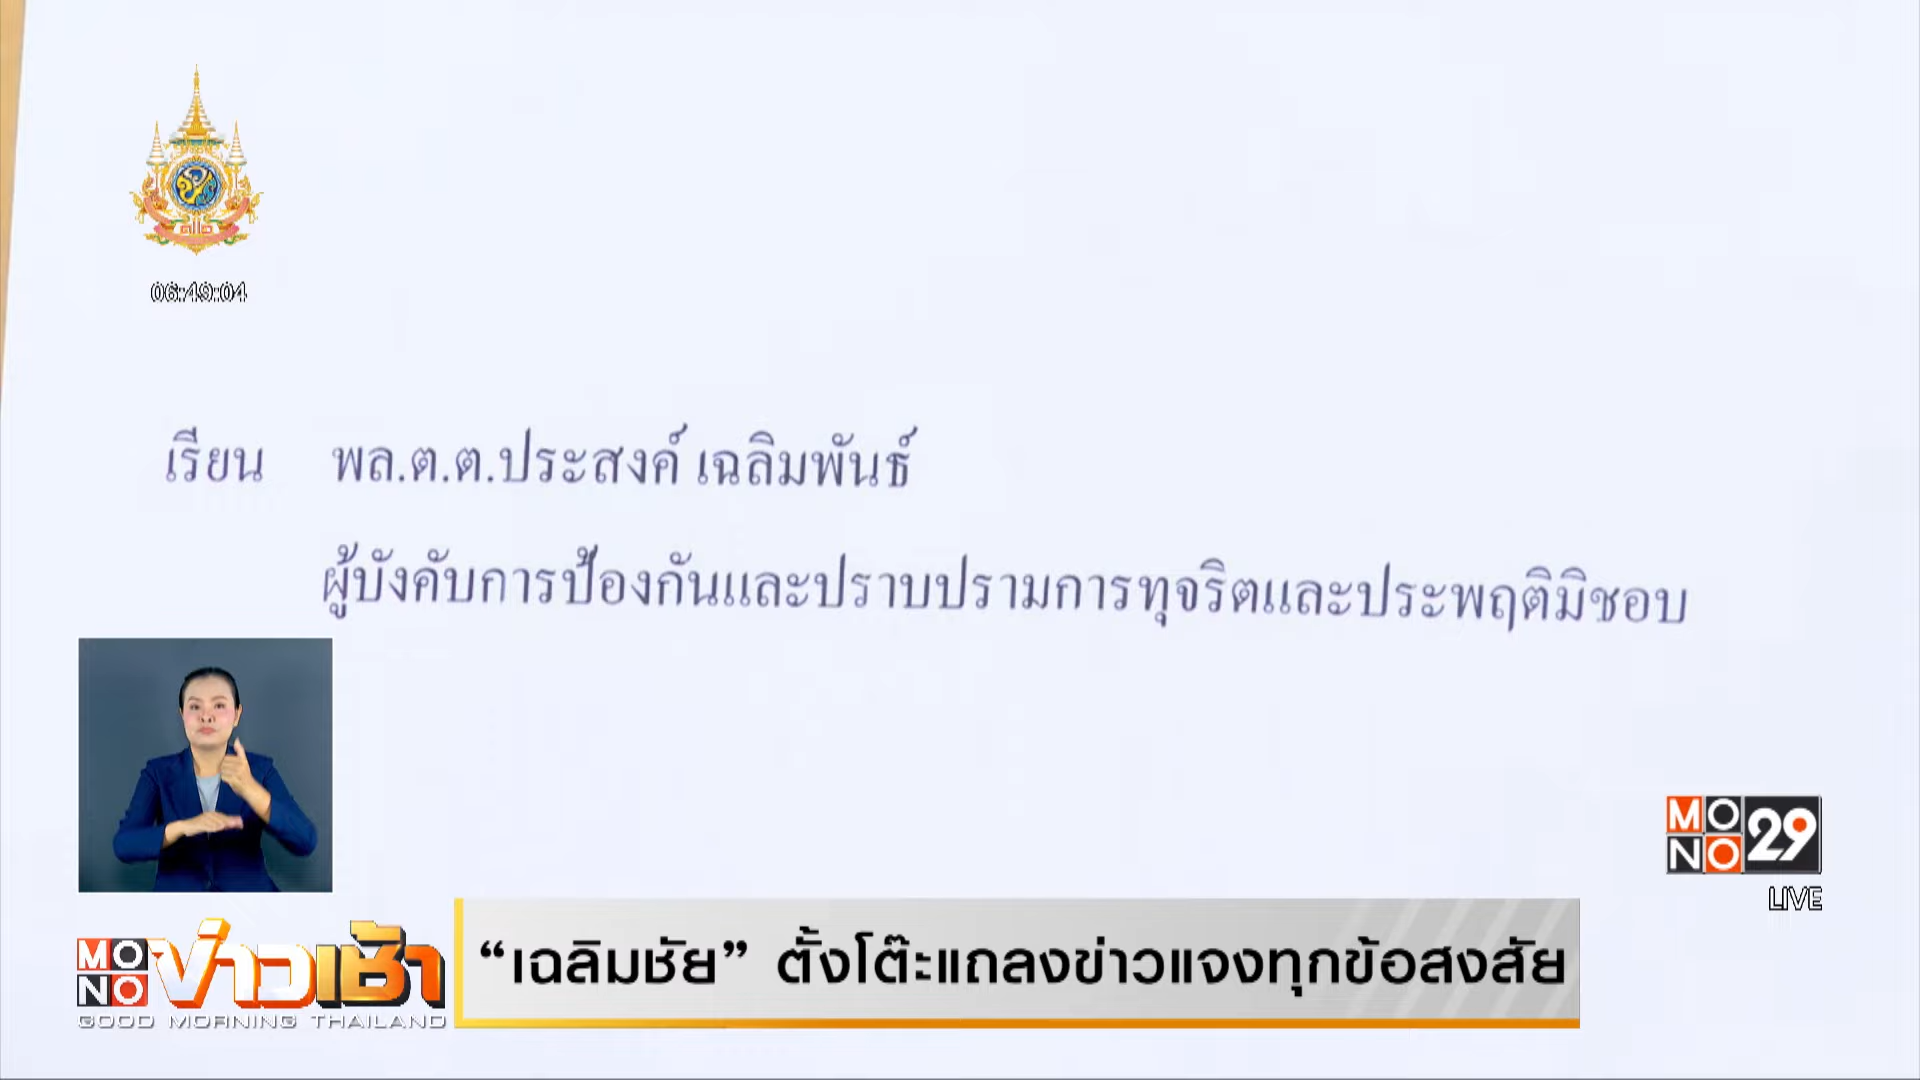 ๗๒
06:49:04
เรียน พล.ต.ต.ประสงค์ เฉลิมพันธ์
ผู้บังคับการป้องกันและปราบปรามการทุจริตและประพฤติมิชอบ
MONO 29
LIVE
MONO ข่าวเช้า
GOOD MORNING THAILAND
“เฉลิมชัย” ตั้งโต๊ะแถลงข่าวแจงทุกข้อสงสัย